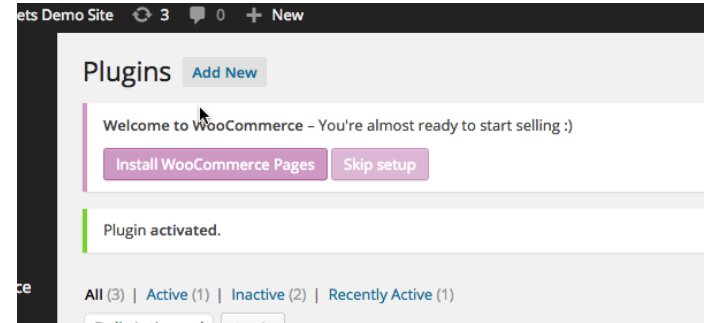 ets Demo Site 3 0 + New
Plugins Add New
Welcome to WooCommerce – You're almost ready to start selling :)
Install WooCommerce Pages Skip setup
Plugin activated.
ce
All (3) | Active (1) | Inactive (2) | Recently Active (1)